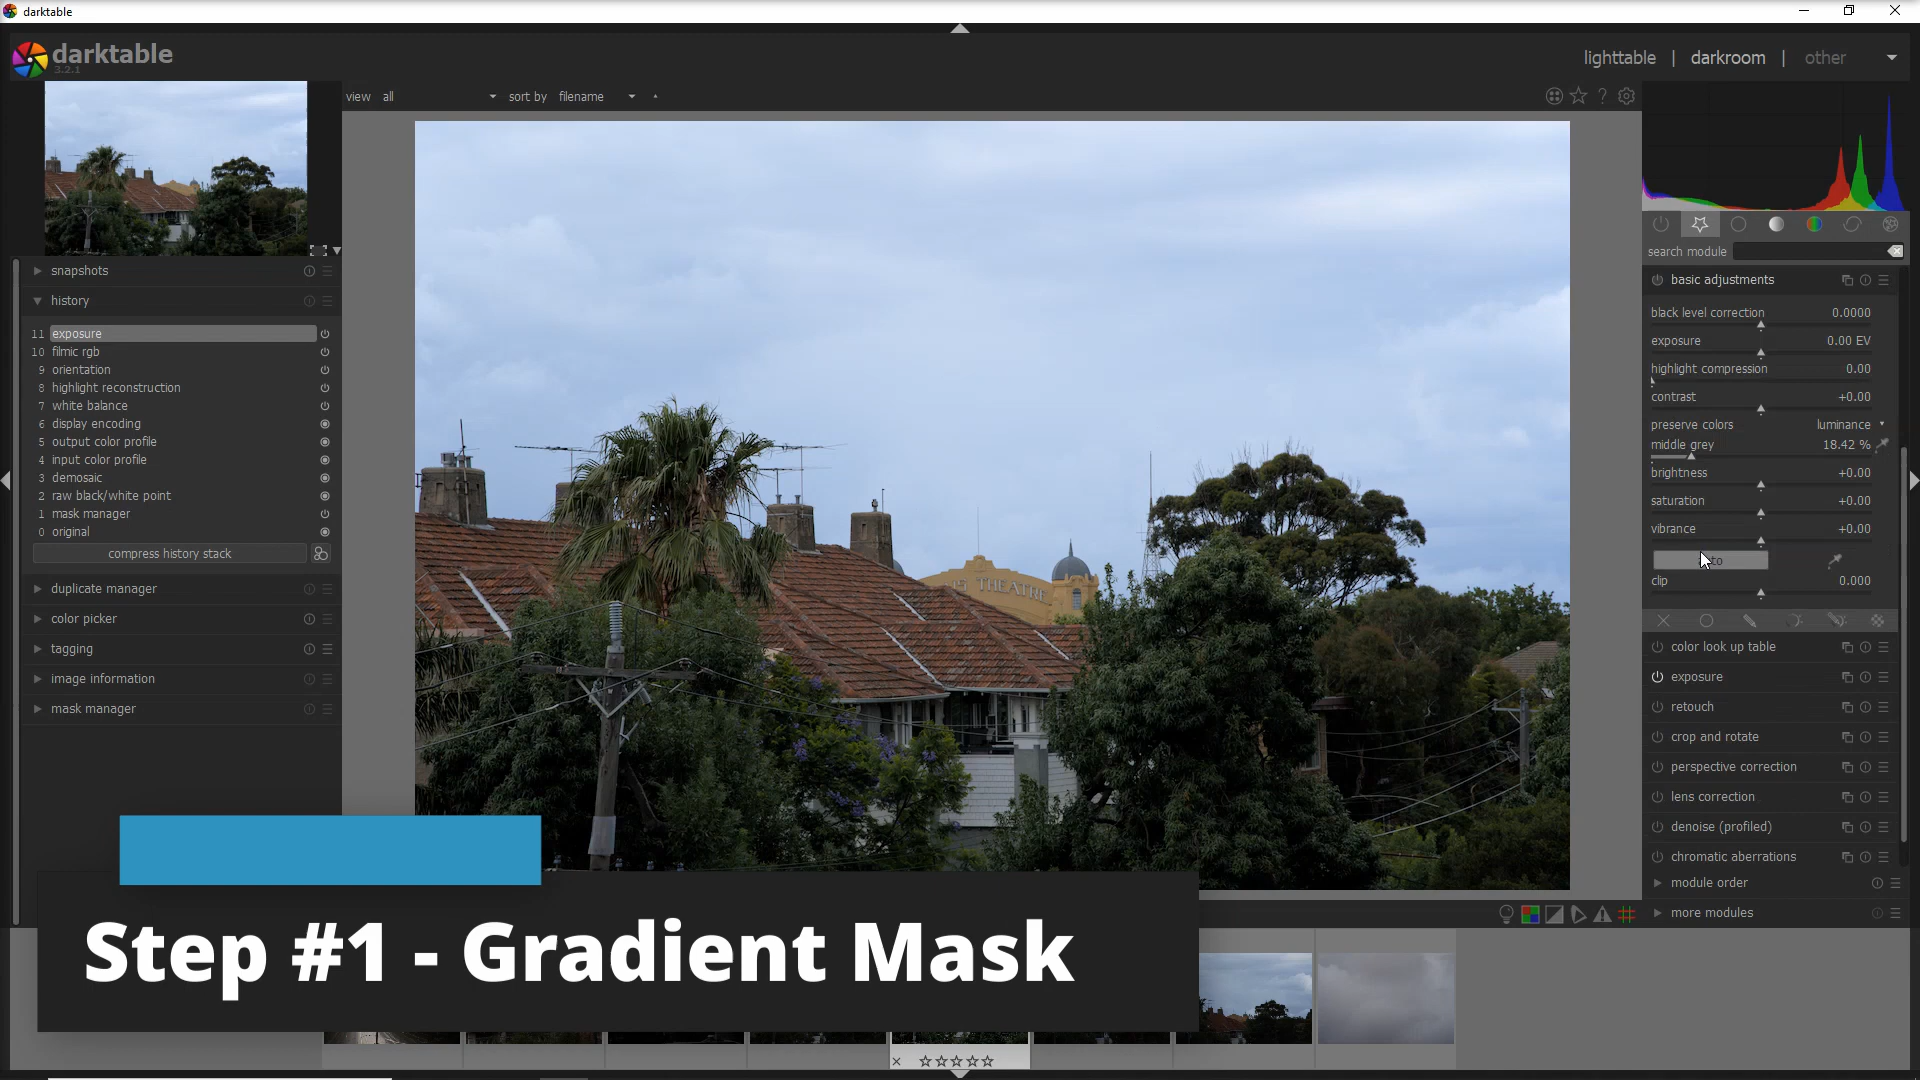 darktable
darktable
3.2.1
lighttable | darkroom | other
view all sort by filename
search module
snapshots
history
11 exposure
10 filmic rgb
9 orientation
8 highlight reconstruction
7 white balance
6 display encoding
5 output color profile
4 input color profile
3 demosaic
2 raw black/white point
1 mask manager
0 original
compress history stack
duplicate manager
color picker
tagging
image information
mask manager
basic adjustments
black level correction 0.0000
exposure 0.00 EV
highlight compression 0.00
contrast +0.00
preserve colors luminance
middle grey 18.42 %
brightness +0.00
saturation +0.00
vibrance +0.00
clip 0.000
color look up table
exposure
retouch
crop and rotate
perspective correction
lens correction
denoise (profiled)
chromatic aberrations
module order
more modules
THEATRE
Step #1 - Gradient Mask